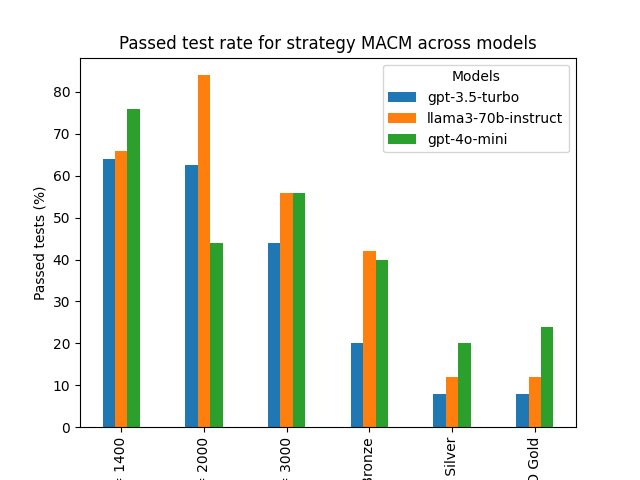 Passed test rate for strategy MACM across models
Models
gpt-3.5-turbo
llama3-70b-instruct
gpt-4o-mini
Passed tests (%)
80
70
60
50
40
30
20
10
0
1400
2000
3000
Bronze
Silver
Gold